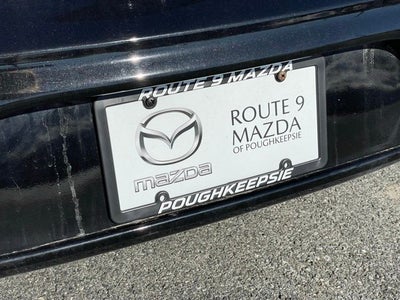 ROUTE 9 MAZDA
mazda
ROUTE 9
MAZDA
OF POUGHKEEPSIE
POUGHKEEPSIE